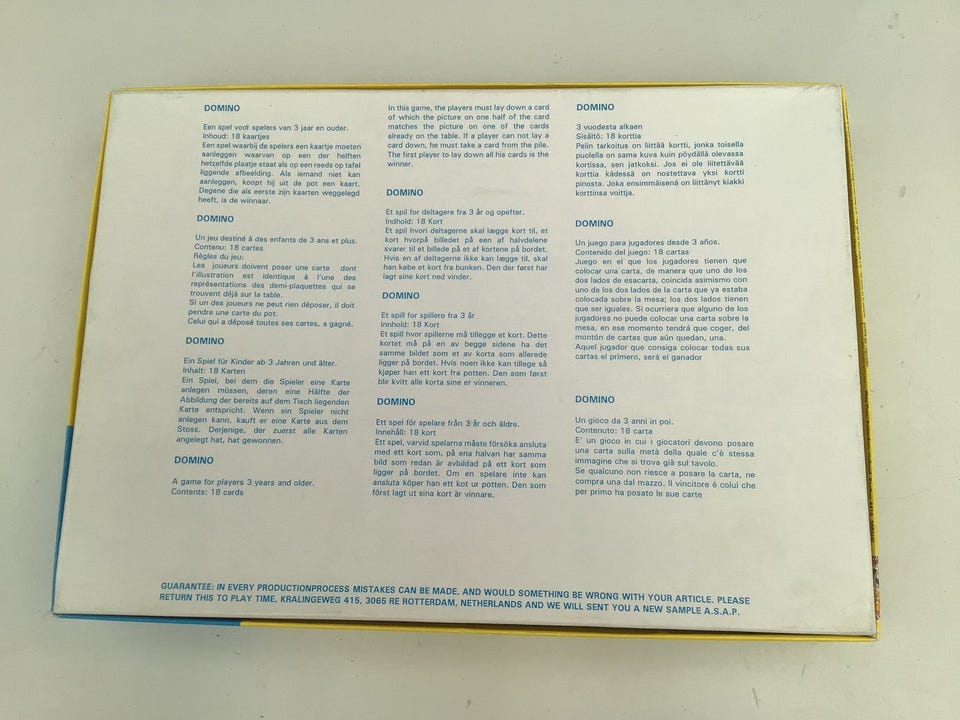 DOMINO
Een spel voor spelers van 3 jaar en ouder.
Inhoud: 18 kaartjes
Een spel waarbij de spelers een kaartje moeten
aanleggen waarvan op een der helften
hetzelfde plaatje staat als op een reeds op tafel
liggende afbeelding. Als iemand niet kan
aanleggen, koopt hij uit de pot een kaart.
Degene die als eerste zijn kaarten weggelegd
heeft, is de winnaar.
DOMINO
Un jeu destiné à des enfants de 3 ans et plus.
Contenu: 18 cartes
Règles du jeu:
Les joueurs doivent poser une carte dont
l'illustration est identique à l'une des
représentations des demi-plaquettes qui se
trouvent déjà sur la table.
Si un des joueurs ne peut rien déposer, il doit
pendre une carte du pot.
Celui qui a déposé toutes ses cartes, a gagné.
DOMINO
Ein Spiel für Kinder ab 3 Jahren und älter.
Inhalt: 18 Karten
Ein Spiel, bei dem die Spieler eine Karte
anlegen müssen, deren eine Hälfte der
Abbildung der bereits auf dem Tisch liegenden
Karte entspricht. Wenn ein Spieler nicht
anlegen kann, kauft er eine Karte aus dem
Stoss. Derjenige, der zuerst alle Karten
angelegt hat, hat gewonnen.
DOMINO
A game for players 3 years and older.
Contents: 18 cards
In this game, the players must lay down a card
of which the picture on one half of the card
matches the picture on one of the cards
already on the table. If a player can not lay a
card down, he must take a card from the pile.
The first player to lay down all his cards is the
winner.
DOMINO
Et spil for deltagere fra 3 år og opefter.
Indhold: 18 Kort
Et spil hvori deltagerne skal lægge kort til, et
kort hvorpå billedet på een af halvdelene
svarer til et billede på et af kortene på bordet.
Hvis en af deltagerne ikke kan lægge til, skal
han købe et kort fra bunken. Den der først har
lagt sine kort ned vinder.
DOMINO
Et spill for spillere fra 3 år
Innhold: 18 Kort
Et spill hvor spillerne må tillegge et kort. Dette
kortet må på en av begge sidene ha det
samme bildet som et av korta som allerede
ligger på bordet. Hvis noen ikke kan tillege så
kjøper han ett kort fra potten. Den som først
blir kvitt alle korta sine er vinneren.
DOMINO
Ett spel för spelare från 3 år och äldre.
Innehåll: 18 kort
Ett spel, varvid spelarna måste försöka ansluta
med ett kort som, på ena halvan har samma
bild som redan är avbildad på ett kort som
ligger på bordet. Om en spelare inte kan
ansluta köper han ett kot ur potten. Den som
först lagt ut sina kort är vinnare.
DOMINO
3 vuodesta alkaen
Sisältö: 18 korttia
Pelin tarkoitus on liittää kortti, jonka toisella
puolella on sama kuva kuin pöydällä olevassa
kortissa, sen jatkoksi. Jos ei ole liitettävää
korttia kädessä on nostettava yksi kortti
pinosta. Joka ensimmäisenä on liittänyt kiakki
korttinsa voittja.
DOMINO
Un juego para jugadores desde 3 años.
Contenido del juego: 18 cartas
Juego en el que los jugadores tienen que
colocar una carta, de manera que uno de los
dos lados de esacarta, coincida asimismo con
uno de los dos lados de la carta que ya estaba
colocada sobre la mesa; los dos lados tienen
que ser iguales. Si ocurriera que alguno de los
jugadores no puede colocar una carta sobre la
mesa, en ese momento tendrá que coger, del
montón de cartas que aún quedan, una.
Aquel jugador que consiga colocar todas sus
cartas el primero, será el ganador
DOMINO
Un gioco da 3 anni in poi.
Contenuto: 18 carta
E' un gioco in cui i giocatori devono posare
una carta sulla metà della quale c'è stessa
immagine che si trova già sul tavolo.
Se qualcuno non riesce a posare la carta, ne
compra una dal mazzo. Il vincitore è colui che
per primo ha posato le sue carte
GUARANTEE: IN EVERY PRODUCTIONPROCESS MISTAKES CAN BE MADE, AND WOULD SOMETHING BE WRONG WITH YOUR ARTICLE. PLEASE
RETURN THIS TO PLAY TIME, KRALINGEWEG 415, 3065 RE ROTTERDAM, NETHERLANDS AND WE WILL SENT YOU A NEW SAMPLE A.S.A.P.